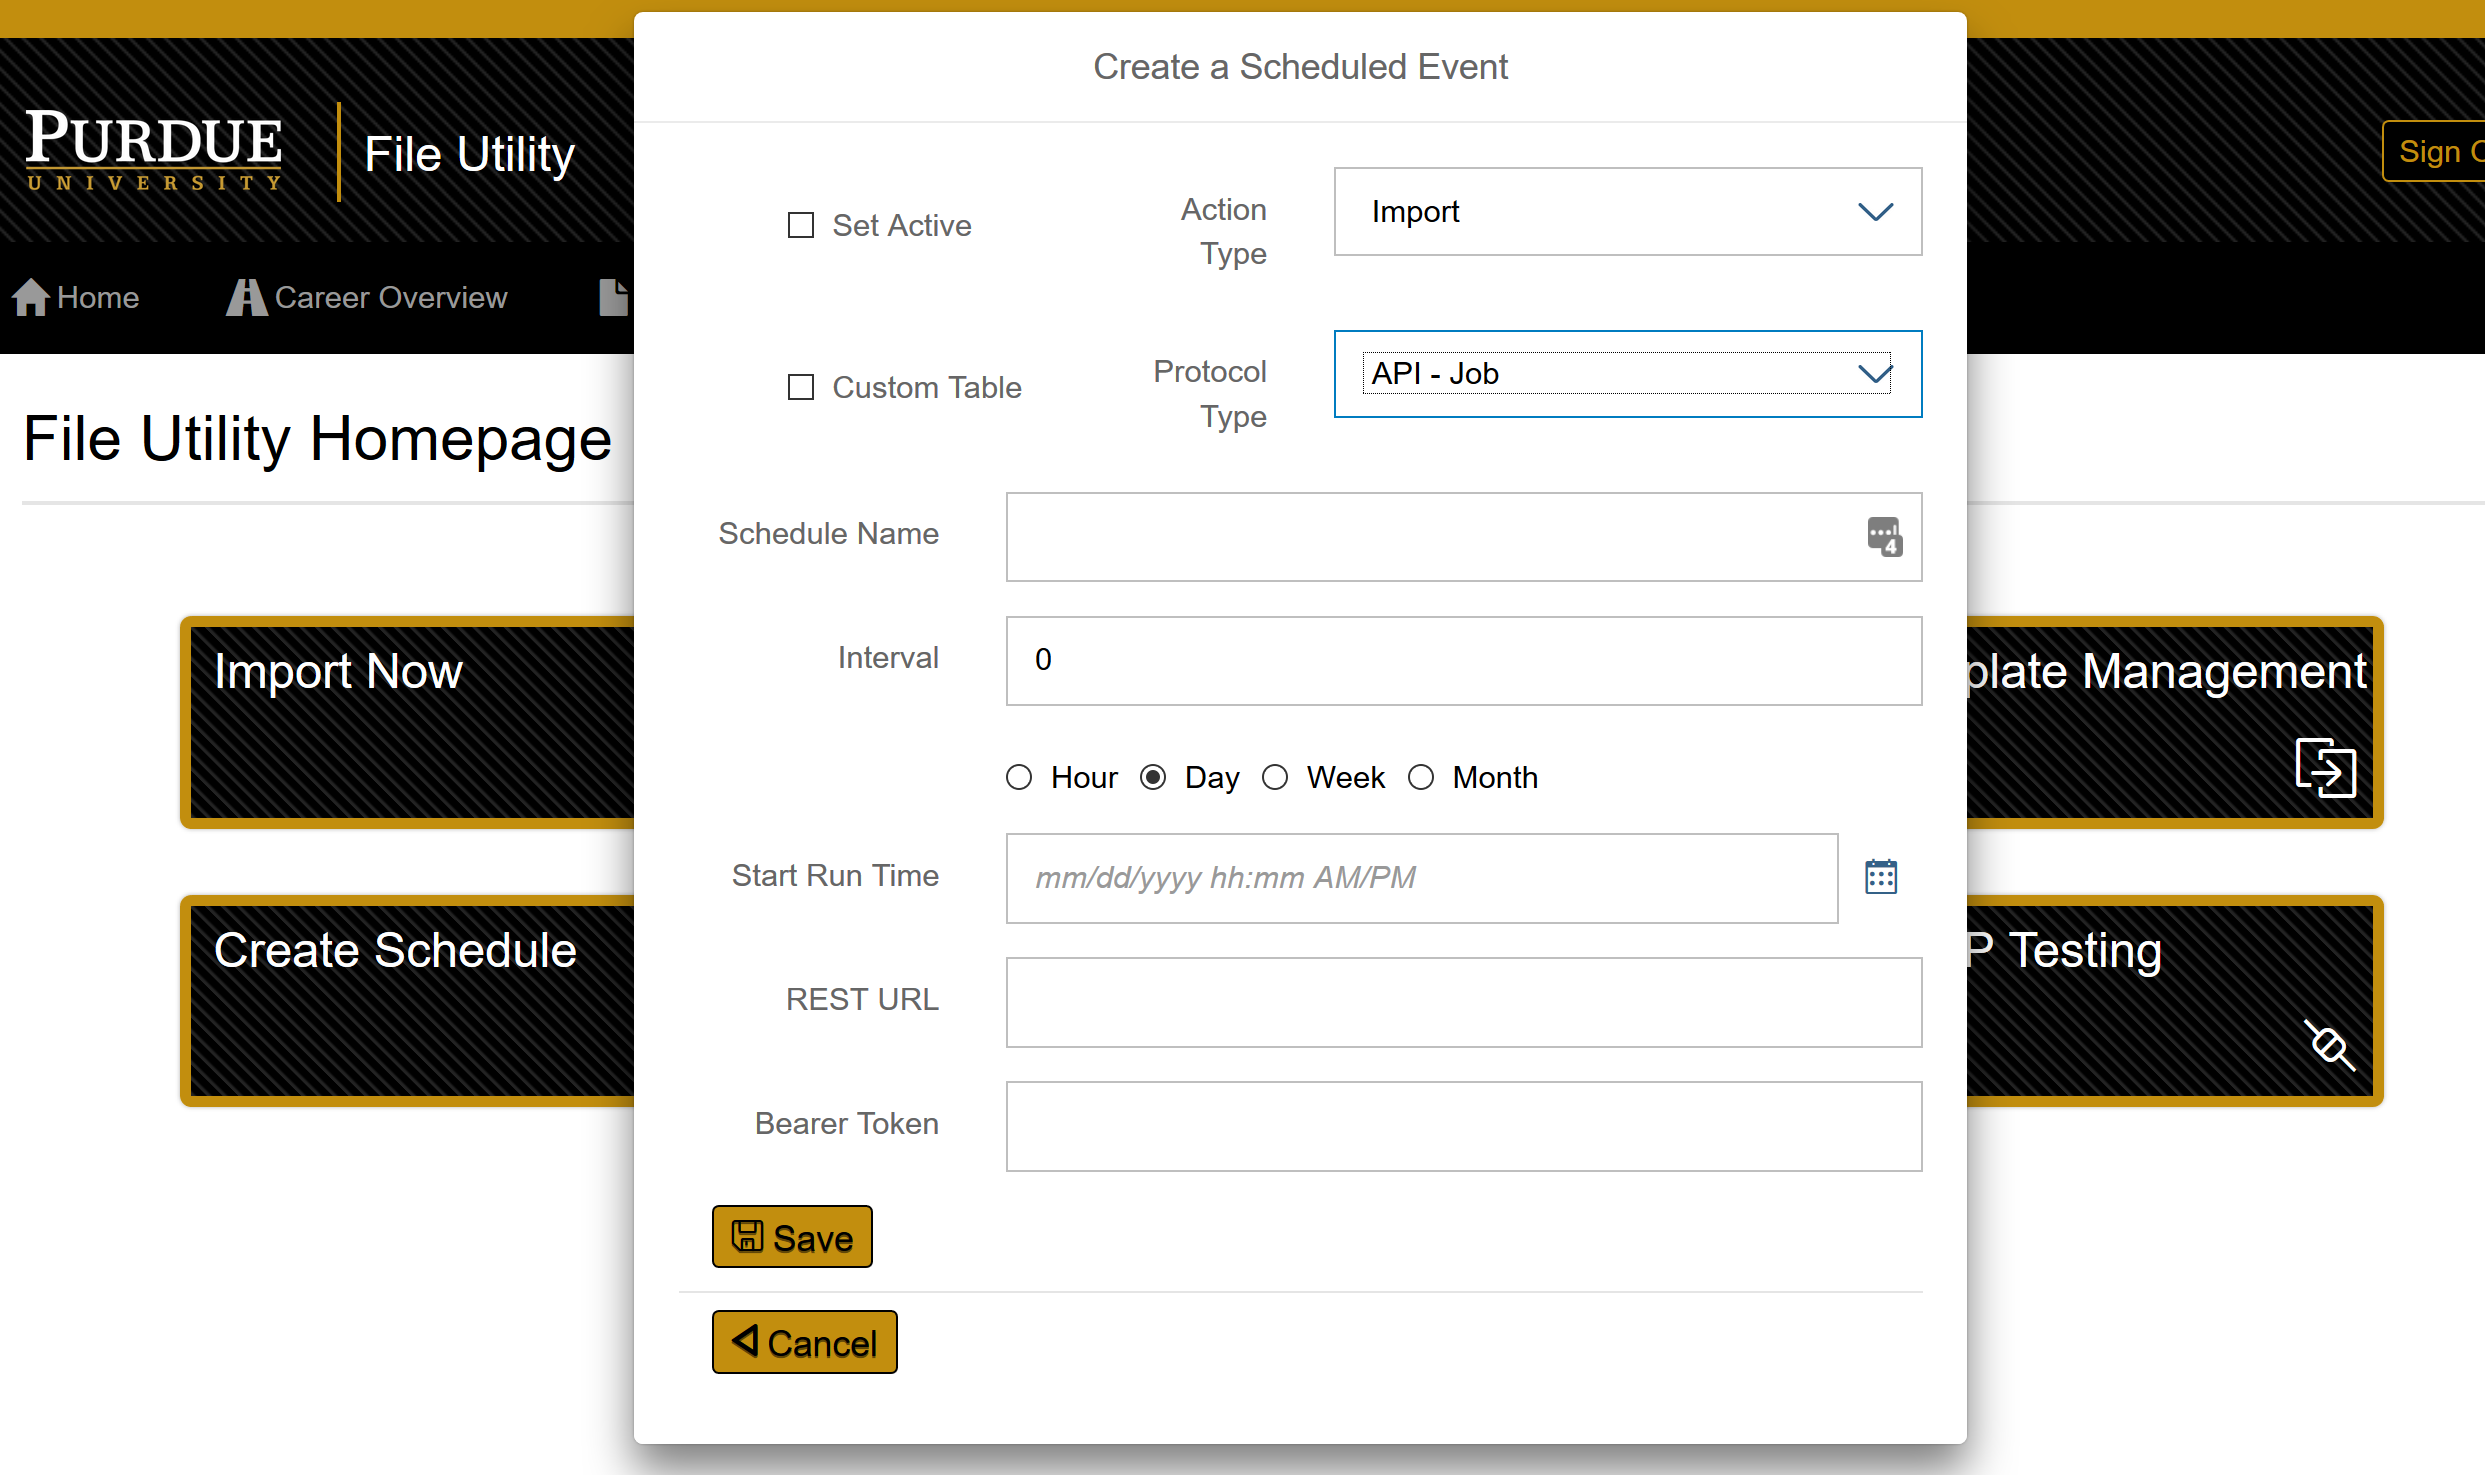 Create a Scheduled Event
PURDUE
UNIVERSITY
File Utility
Sign
Home
Career Overview
Set Active
Action
Type
Import
Custom Table
Protocol
Type
API - Job
File Utility Homepage
Schedule Name
4
Interval
0
Hour
Day
Week
Month
Import Now
plate Management
Start Run Time
mm/dd/yyyy hh:mm AM/PM
Create Schedule
P Testing
REST URL
Bearer Token
Save
Cancel